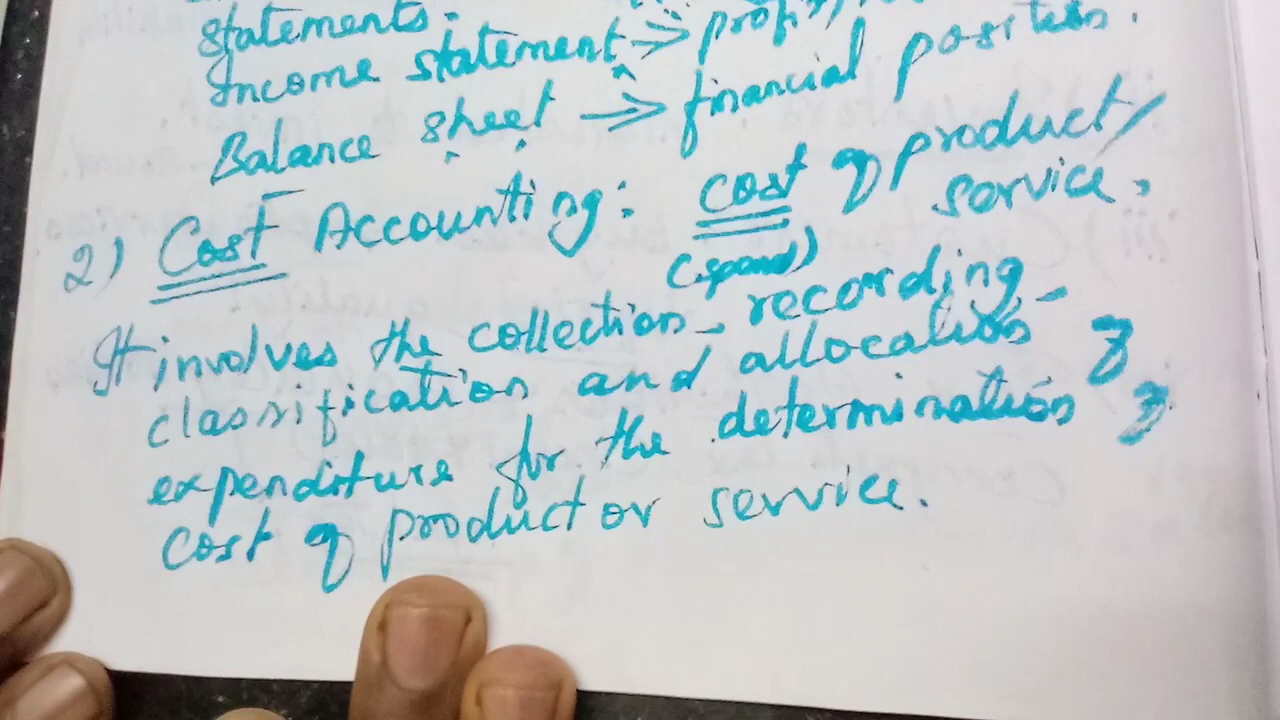 statements.
Income statement → profit,
Balance sheet → financial position.
2) Cost Accounting: cost of product/
service.
(spend)
It involves the collection, recording,
classification and allocation of
expenditure for the determination of
cost of product or service.